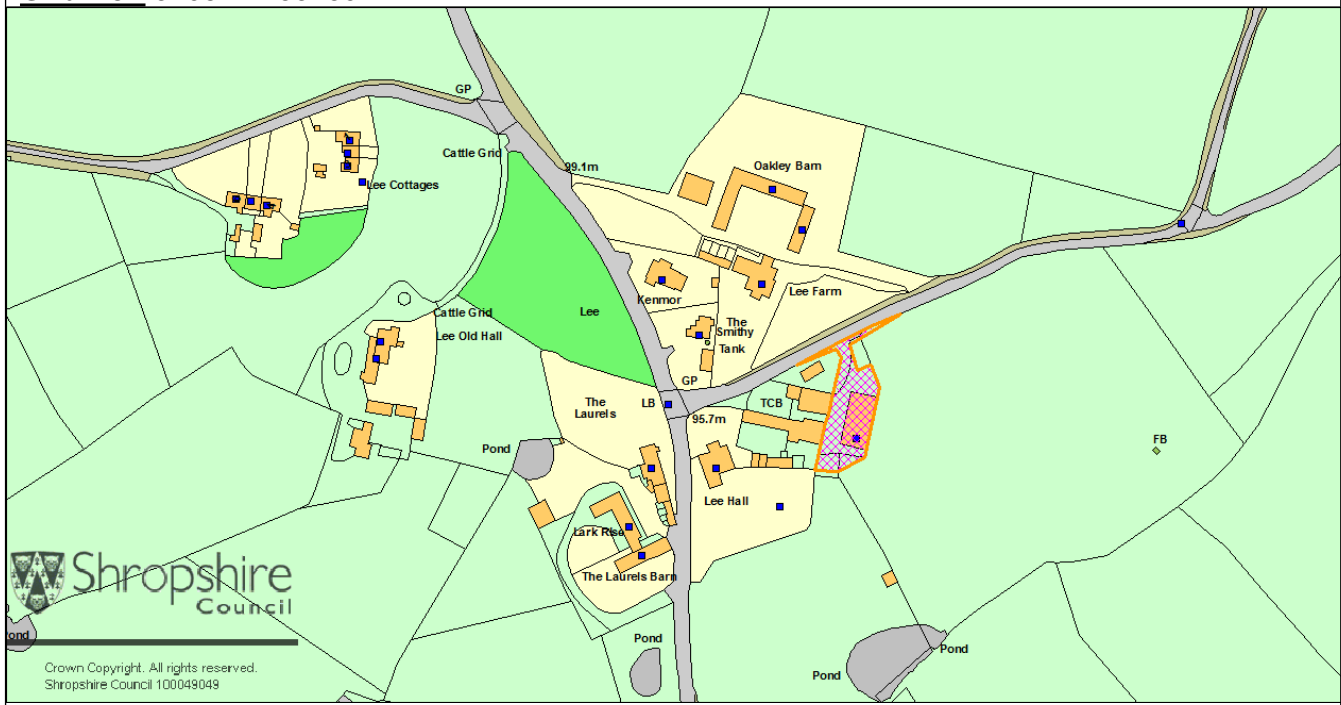 GP
Cattle Grid
99.1m
Oakley Barn
Lee Cottages
Kenmor
Lee Farm
Cattle Grid
Lee
The
Smithy
Lee Old Hall
Tank
GP
The
Laurels
LB
TCB
95.7m
Pond
FB
Lee Hall
Lark Rise
The Laurels Barn
Shropshire
Council
Pond
Pond
Pond
Pond
Crown Copyright. All rights reserved.
Shropshire Council 100049049